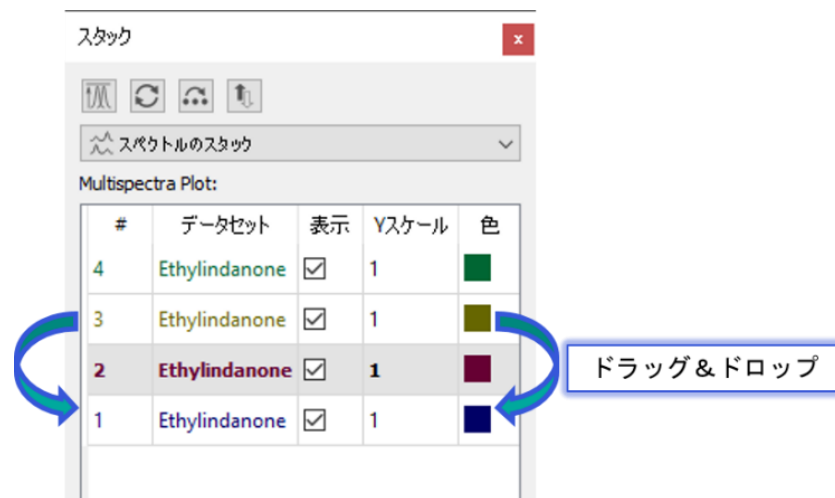 スタック
x
スペクトルのスタック
Multispectra Plot:
# データセット 表示 Yスケール 色
4 Ethylindanone 1
3 Ethylindanone 1
2 Ethylindanone 1
1 Ethylindanone 1
ドラッグ&ドロップ